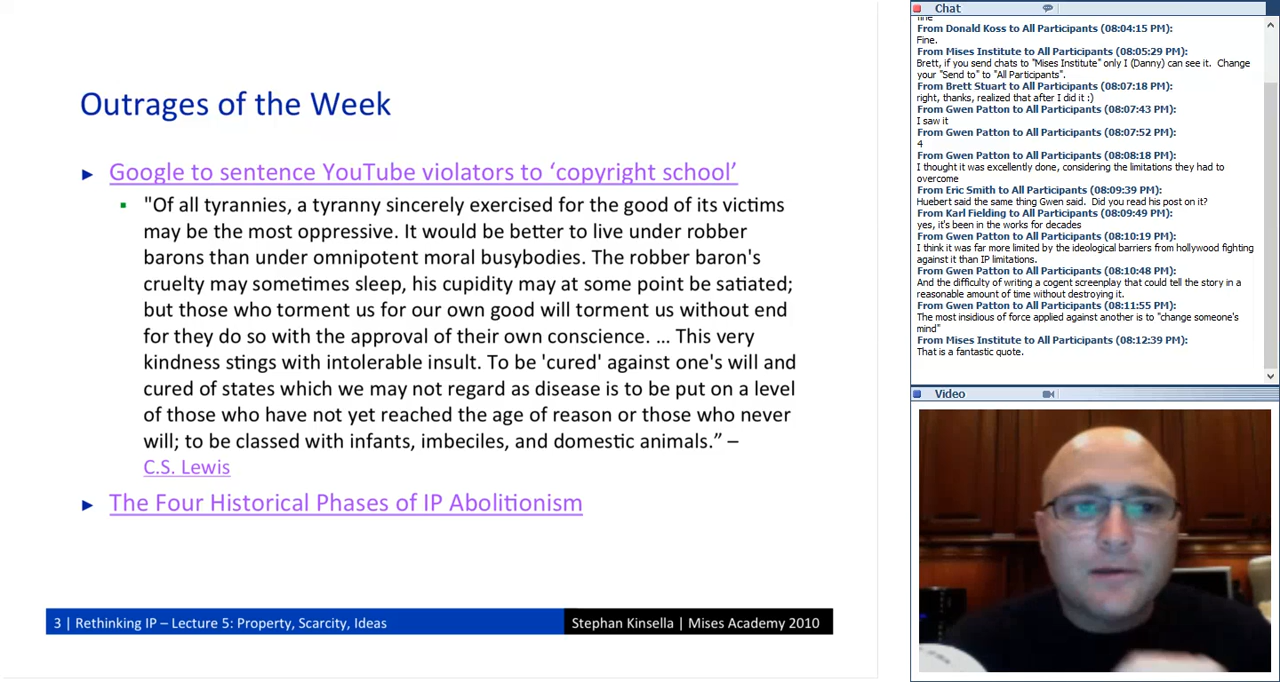 Outrages of the Week
► Google to sentence YouTube violators to ‘copyright school’
▪ "Of all tyrannies, a tyranny sincerely exercised for the good of its victims
may be the most oppressive. It would be better to live under robber
barons than under omnipotent moral busybodies. The robber baron's
cruelty may sometimes sleep, his cupidity may at some point be satiated;
but those who torment us for our own good will torment us without end
for they do so with the approval of their own conscience. … This very
kindness stings with intolerable insult. To be 'cured' against one's will and
cured of states which we may not regard as disease is to be put on a level
of those who have not yet reached the age of reason or those who never
will; to be classed with infants, imbeciles, and domestic animals.” –
C.S. Lewis
► The Four Historical Phases of IP Abolitionism
3 | Rethinking IP – Lecture 5: Property, Scarcity, Ideas
Stephan Kinsella | Mises Academy 2010
Chat
fine
From Donald Koss to All Participants (08:04:15 PM):
Fine.
From Mises Institute to All Participants (08:05:29 PM):
Brett, if you send chats to "Mises Institute" only I (Danny) can see it. Change
your "Send to" to "All Participants".
From Brett Stuart to All Participants (08:07:18 PM):
right, thanks, realized that after I did it :)
From Gwen Patton to All Participants (08:07:43 PM):
I saw it
From Gwen Patton to All Participants (08:07:52 PM):
4
From Gwen Patton to All Participants (08:08:18 PM):
I thought it was excellently done, considering the limitations they had to
overcome
From Eric Smith to All Participants (08:09:39 PM):
Huebert said the same thing Gwen said. Did you read his post on it?
From Karl Fielding to All Participants (08:09:49 PM):
yes, it's been in the works for decades
From Gwen Patton to All Participants (08:10:19 PM):
I think it was far more limited by the ideological barriers from hollywood fighting
against it than IP limitations.
From Gwen Patton to All Participants (08:10:48 PM):
And the difficulty of writing a cogent screenplay that could tell the story in a
reasonable amount of time without destroying it.
From Gwen Patton to All Participants (08:11:55 PM):
The most insidious of force applied against another is to "change someone's
mind"
From Mises Institute to All Participants (08:12:39 PM):
That is a fantastic quote.
Video